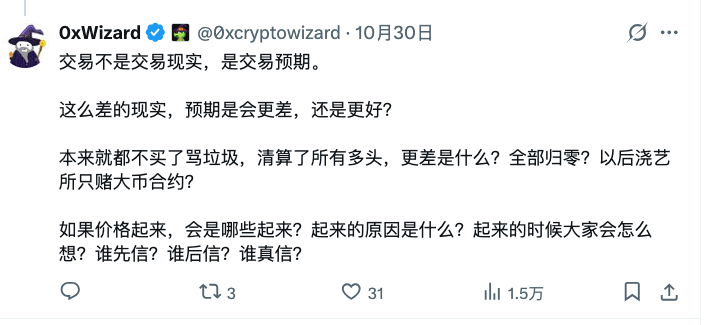 0xWizard @0xcryptowizard · 10月30日
交易不是交易现实，是交易预期。
这么差的现实，预期是会更差，还是更好？
本来就都不买了骂垃圾，清算了所有多头，更差是什么？全部归零？以后浇艺
所只赌大币合约？
如果价格起来，会是哪些起来？起来的原因是什么？起来的时候大家会怎么
想？谁先信？谁后信？谁真信？
3 31 1.5万